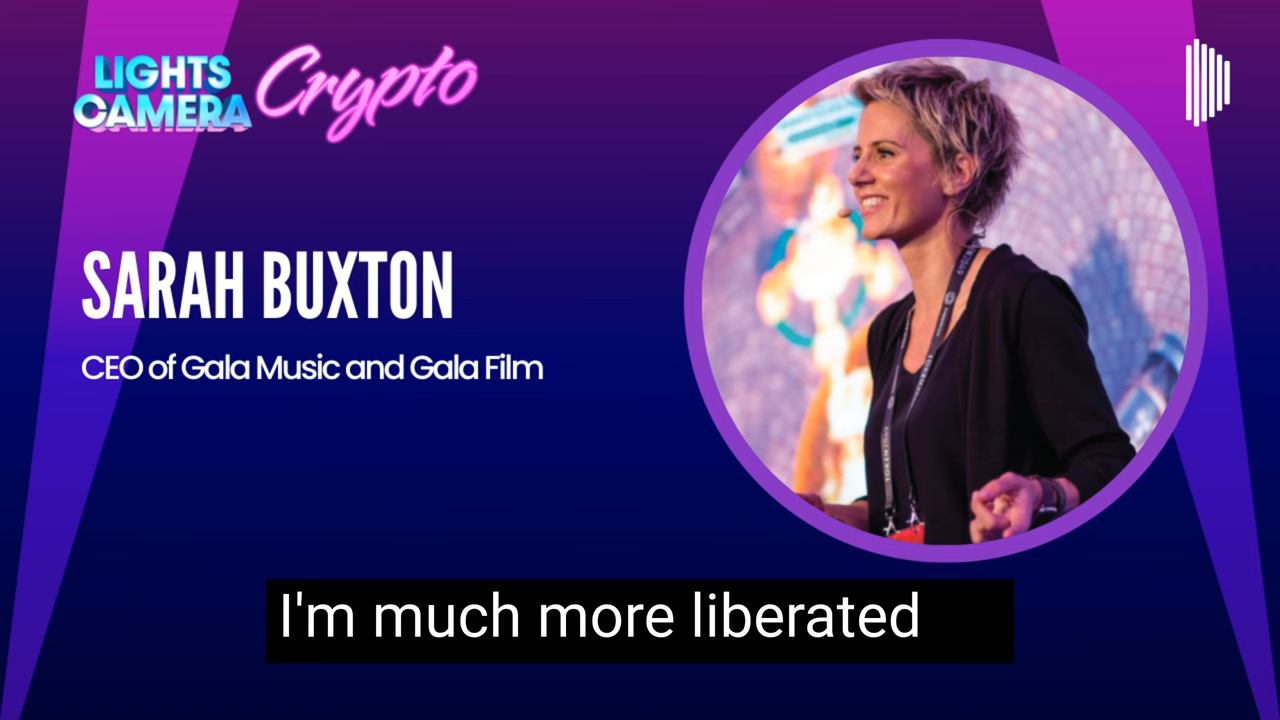 LIGHTS
CAMERA
Crypto
SARAH BUXTON
CEO of Gala Music and Gala Film
I'm much more liberated